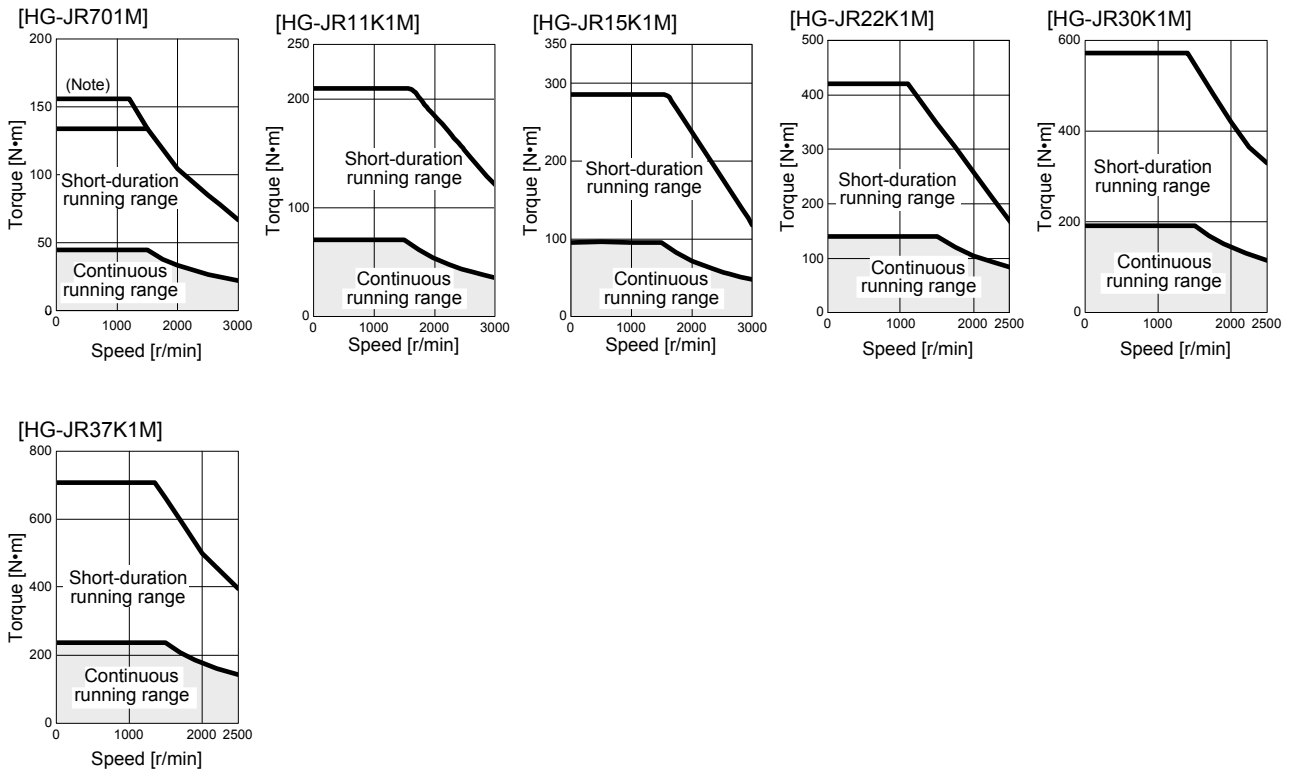 [HG-JR701M]
200
150
100
50
0
Torque [N•m]
(Note)
Short-duration
running range
Continuous
running range
0 1000 2000 3000
Speed [r/min]
[HG-JR11K1M]
250
200
100
0
Torque [N•m]
Short-duration
running range
Continuous
running range
0 1000 2000 3000
Speed [r/min]
[HG-JR15K1M]
350
300
200
100
0
Torque [N•m]
Short-duration
running range
Continuous
running range
0 1000 2000 3000
Speed [r/min]
[HG-JR22K1M]
500
400
300
200
100
0
Torque [N•m]
Short-duration
running range
Continuous
running range
0 1000 2000 2500
Speed [r/min]
[HG-JR30K1M]
600
400
200
0
Torque [N•m]
Short-duration
running range
Continuous
running range
0 1000 2000 2500
Speed [r/min]
[HG-JR37K1M]
800
600
400
200
0
Torque [N•m]
Short-duration
running range
Continuous
running range
0 1000 2000 2500
Speed [r/min]